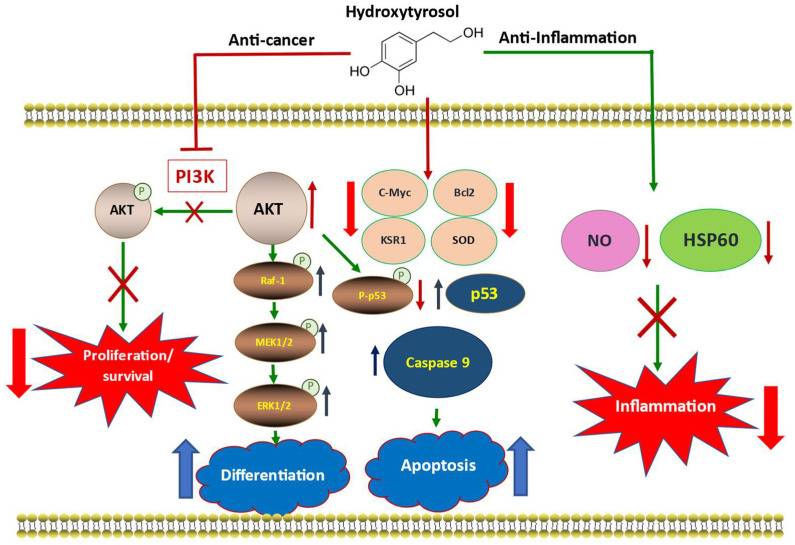 Hydroxytyrosol
Anti-cancer
Anti-Inflammation
OH
HO
OH
PI3K
P
AKT
AKT
C-Myc
Bcl2
KSR1
SOD
NO
HSP60
P
Raf-1
P
P-p53
p53
P
MEK1/2
Proliferation/
survival
Caspase 9
P
ERK1/2
Inflammation
Differentiation
Apoptosis